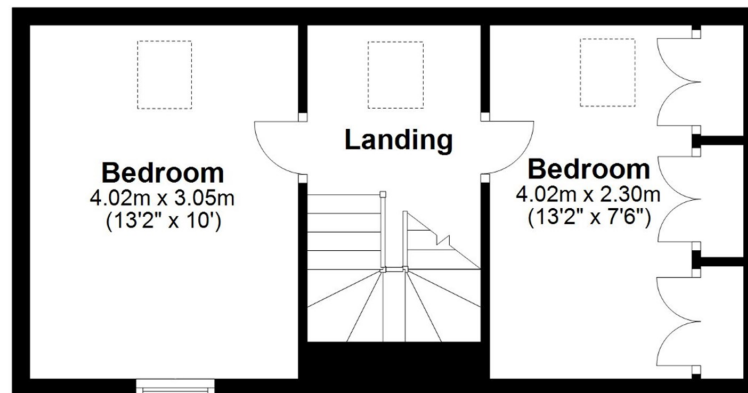 Landing
Bedroom
4.02m x 3.05m
(13'2" x 10')
Bedroom
4.02m x 2.30m
(13'2" x 7'6")